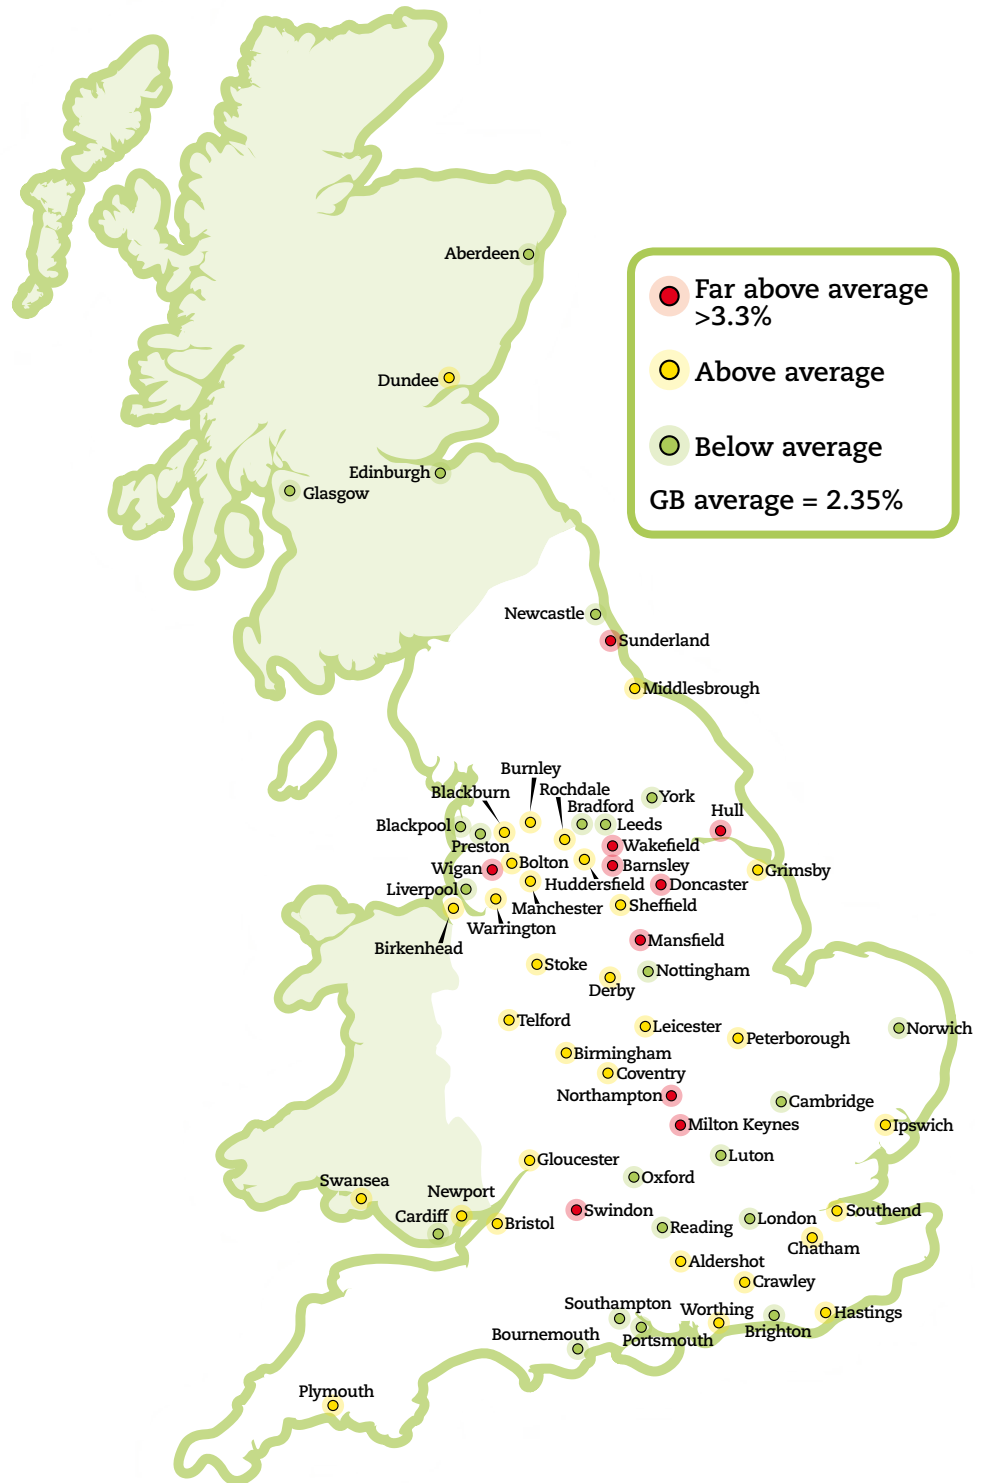 Aberdeen
Far above average
>3.3%
Above average
Dundee
Below average
Edinburgh
Glasgow
GB average = 2.35%
Newcastle
Sunderland
Middlesbrough
Burnley
Rochdale
Blackburn
York
Bradford
Hull
Blackpool
Leeds
Preston
Wakefield
Bolton
Barnsley
Wigan
Grimsby
Huddersfield
Doncaster
Liverpool
Manchester
Sheffield
Warrington
Birkenhead
Mansfield
Stoke
Nottingham
Derby
Telford
Leicester
Norwich
Peterborough
Birmingham
Coventry
Northampton
Cambridge
Milton Keynes
Ipswich
Luton
Gloucester
Oxford
Swansea
Newport
Swindon
Southend
Cardiff
Bristol
London
Reading
Chatham
Aldershot
Crawley
Southampton
Worthing
Hastings
Brighton
Bournemouth
Portsmouth
Plymouth